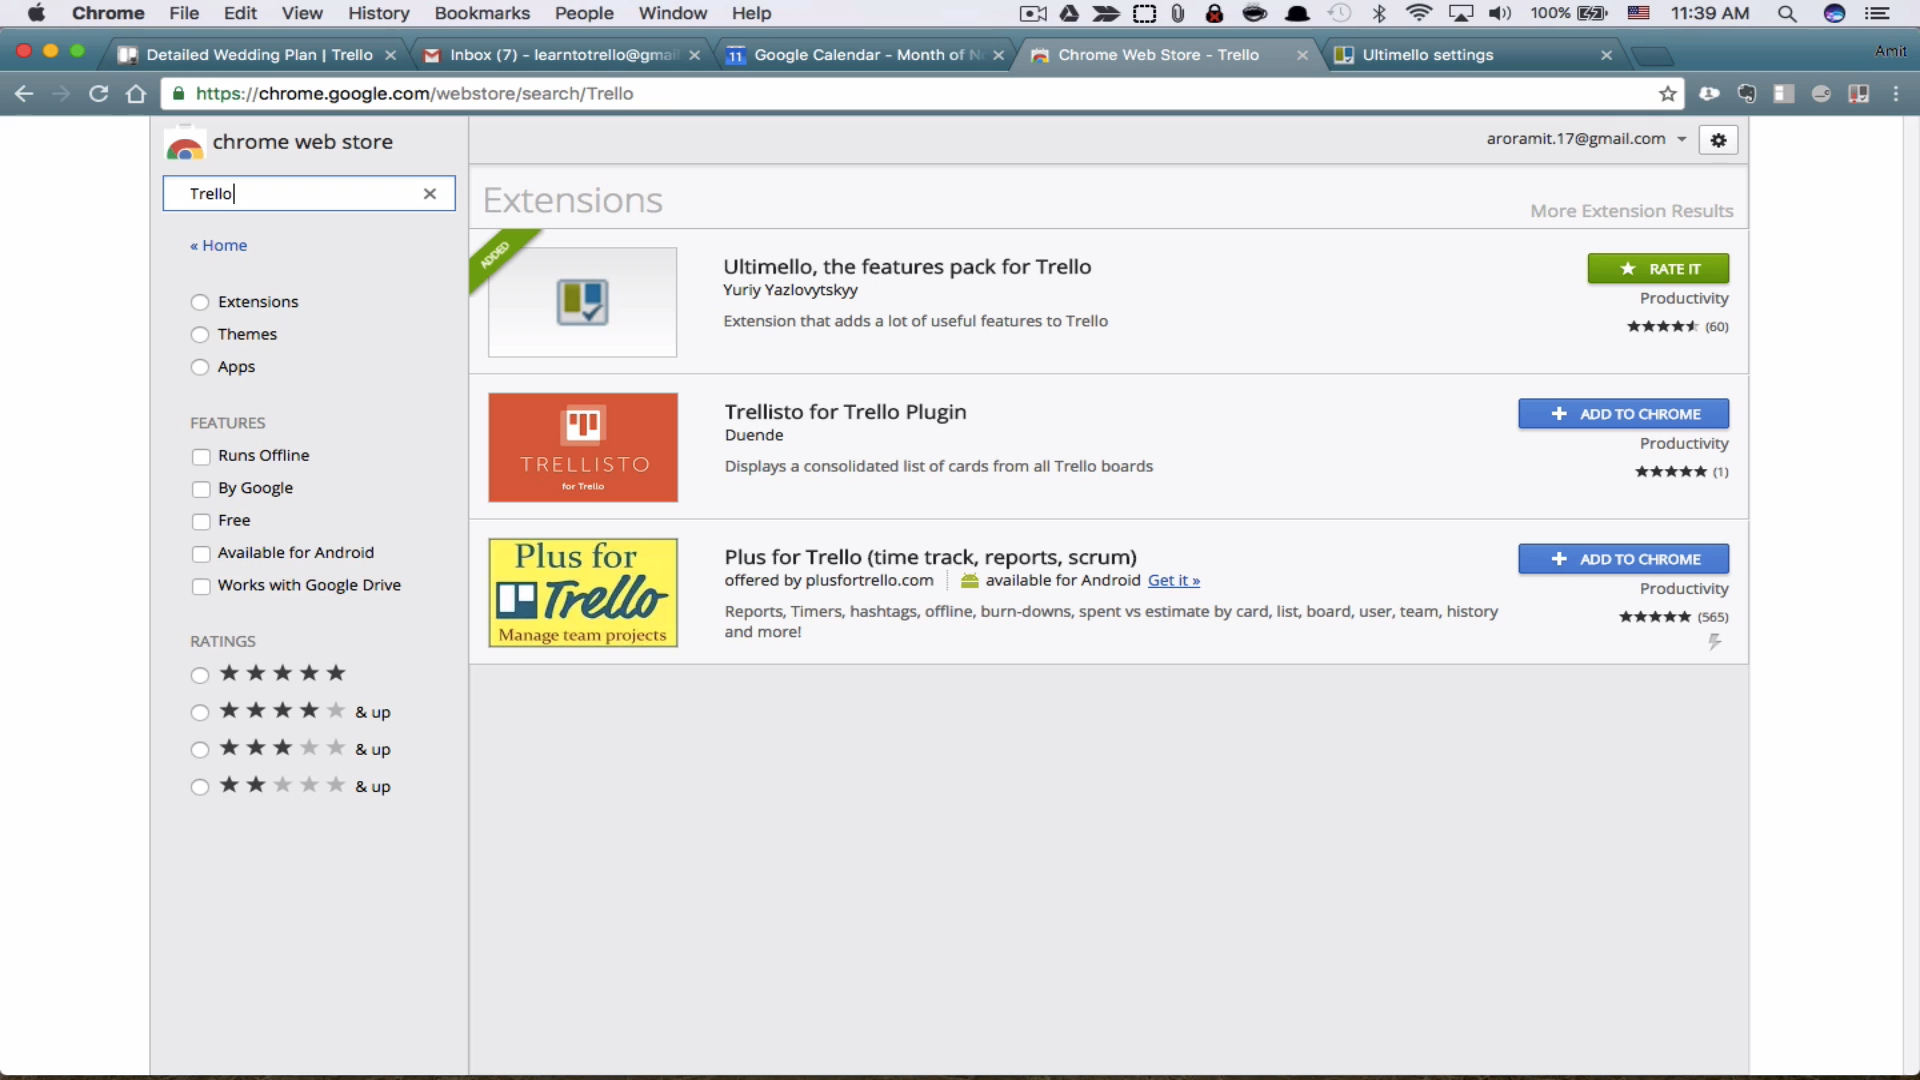 Chrome File Edit View History Bookmarks People Window Help 100% 11:39 AM
Detailed Wedding Plan | Trello Inbox (7) - learntotrello@gmai 11 Google Calendar - Month of N Chrome Web Store - Trello Ultimello settings Amit
https://chrome.google.com/webstore/search/Trello
chrome web store
aroramit.17@gmail.com
Trello
Extensions
More Extension Results
« Home
Extensions
Themes
Apps
FEATURES
Runs Offline
By Google
Free
Available for Android
Works with Google Drive
RATINGS
& up
& up
& up
ADDED
Ultimello, the features pack for Trello
Yuriy Yazlovytskyy
Extension that adds a lot of useful features to Trello
RATE IT
Productivity
(60)
TRELLISTO
for Trello
Trellisto for Trello Plugin
Duende
Displays a consolidated list of cards from all Trello boards
ADD TO CHROME
Productivity
(1)
Plus for
Trello
Manage team projects
Plus for Trello (time track, reports, scrum)
offered by plusfortrello.com available for Android Get it »
Reports, Timers, hashtags, offline, burn-downs, spent vs estimate by card, list, board, user, team, history
and more!
ADD TO CHROME
Productivity
(565)